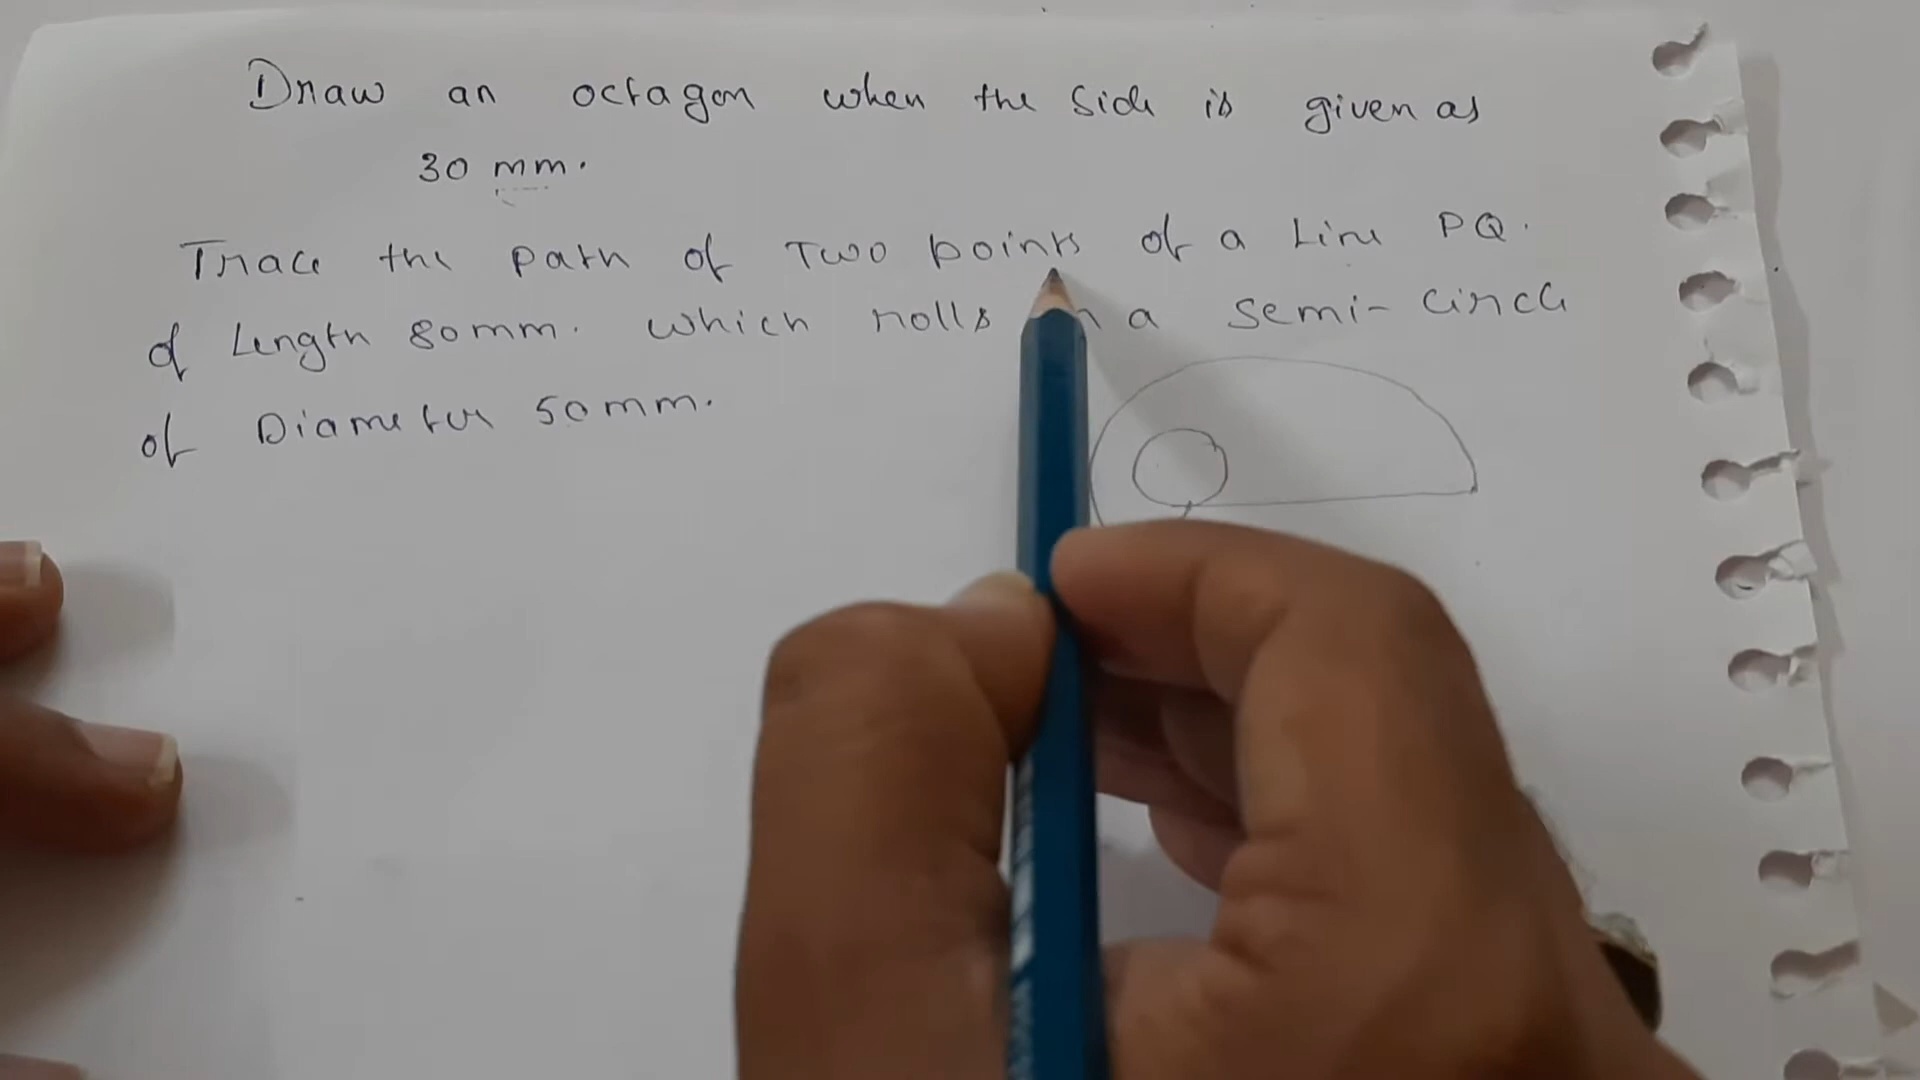 Draw an octagon when the side is given as
30 mm.
Trace the path of Two points of a Line PQ.
of Length 80mm. which rolls a semi-circle
of Diameter 50mm.